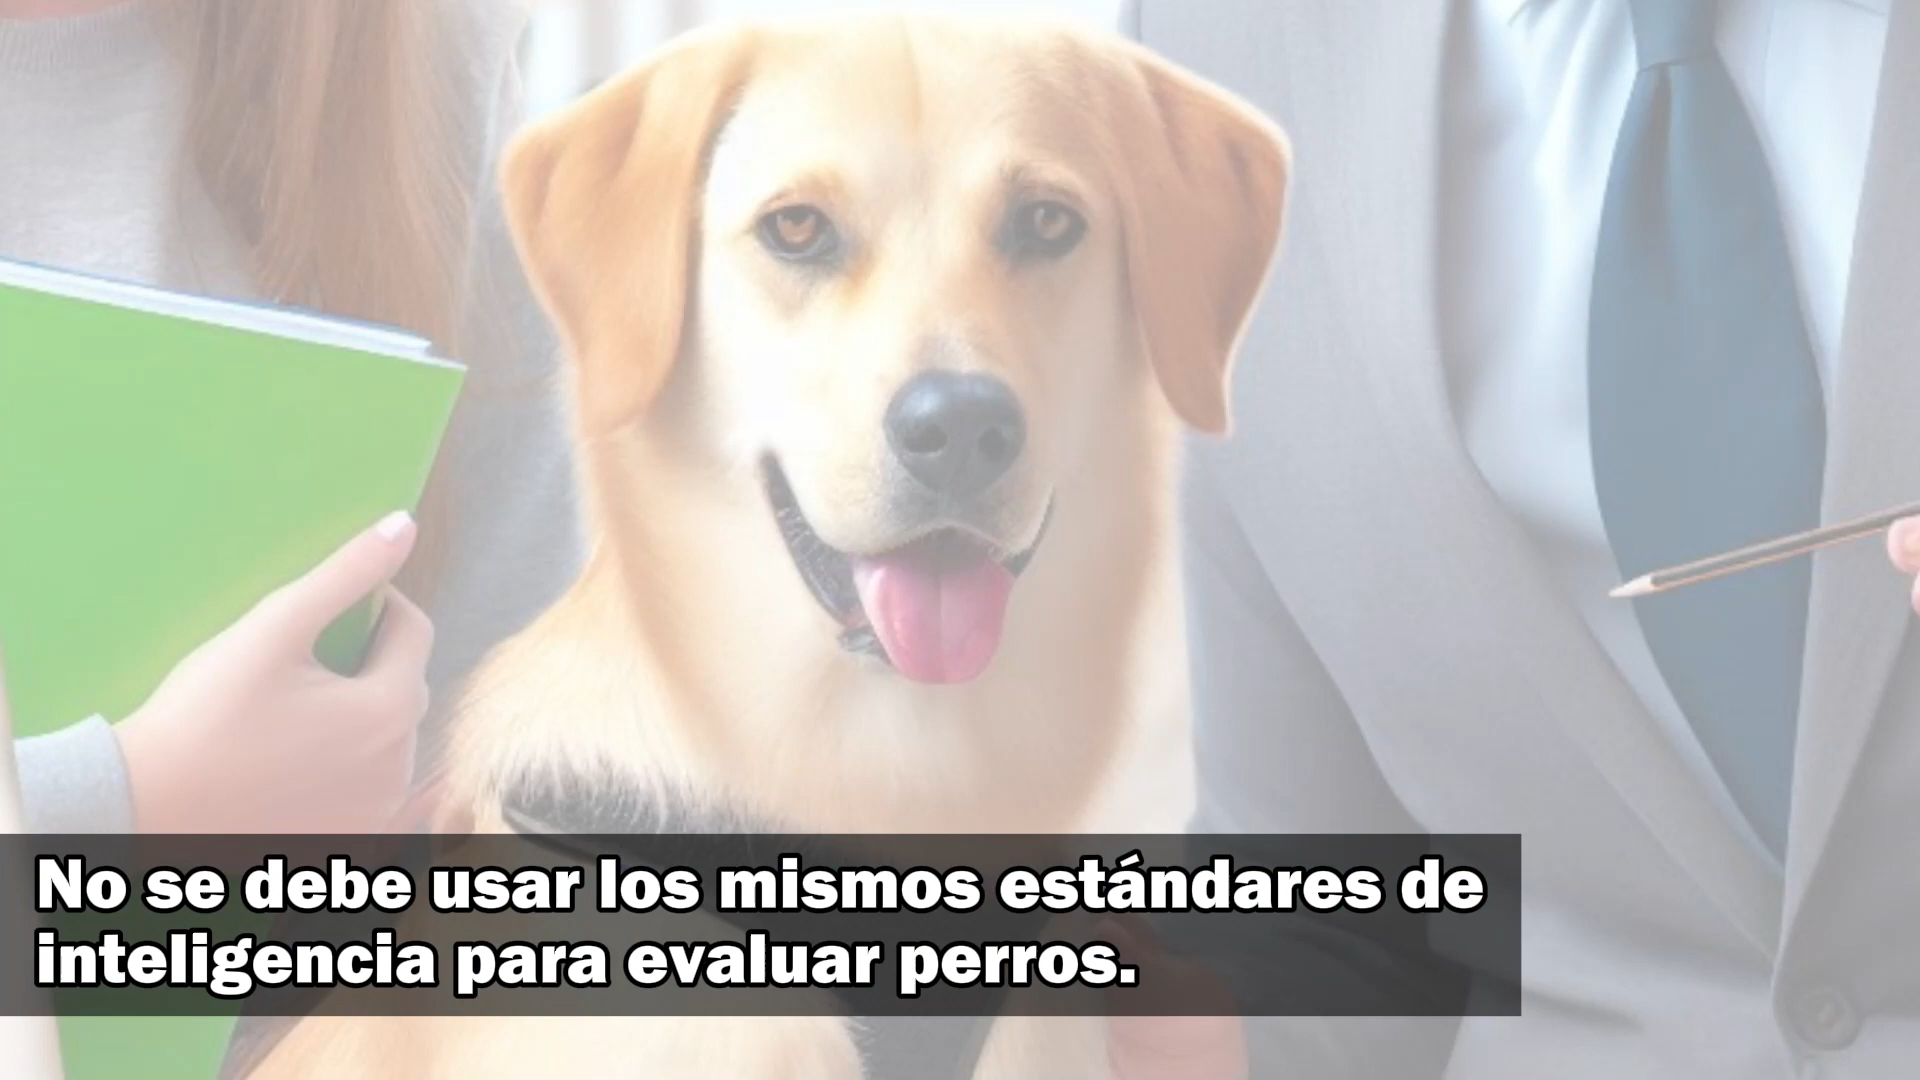 No se debe usar los mismos estándares de
inteligencia para evaluar perros.